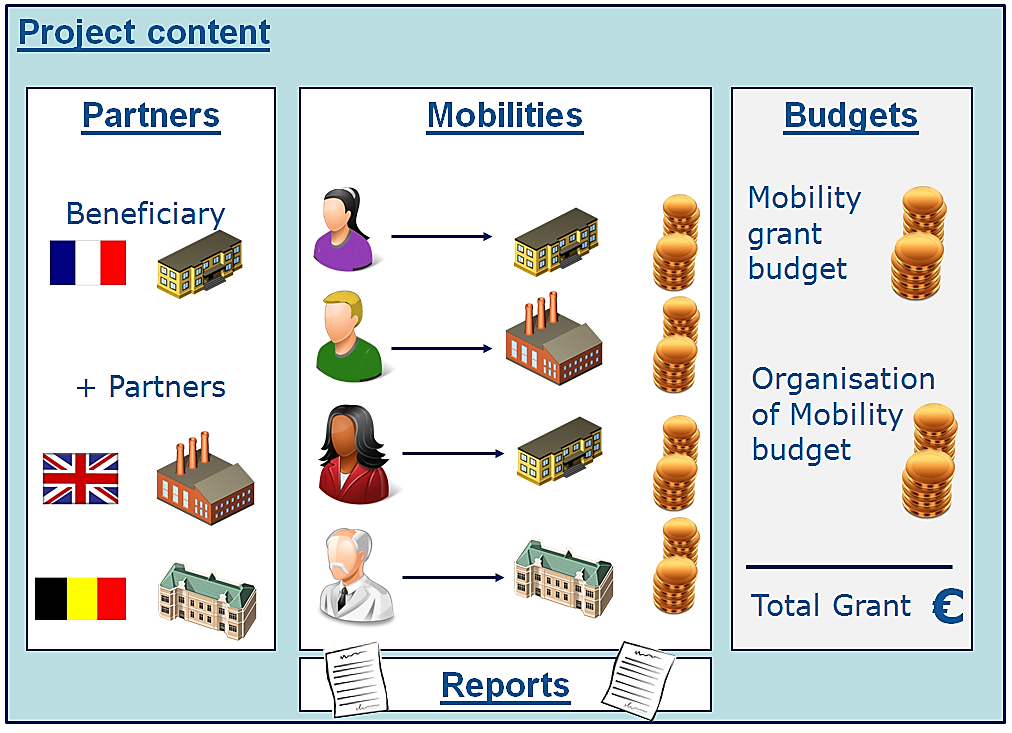 Project content
Partners
Beneficiary
+ Partners
Mobilities
Reports
Budgets
Mobility
grant
budget
Organisation
of Mobility
budget
Total Grant €